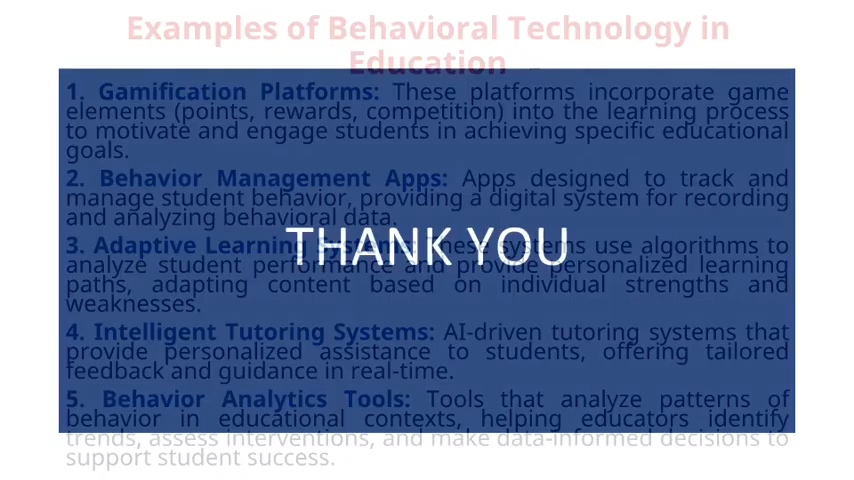 Examples of Behavioral Technology in
Education
1. Gamification Platforms: These platforms incorporate game
elements (points, rewards, competition) into the learning process
to motivate and engage students in achieving specific educational
goals.
2. Behavior Management Apps: Apps designed to track and
manage student behavior, providing a digital system for recording
and analyzing behavioral data.
3. Adaptive Learning Systems: These systems use algorithms to
analyze student performance and provide personalized learning
paths, adapting content based on individual strengths and
weaknesses.
THANK YOU
4. Intelligent Tutoring Systems: AI-driven tutoring systems that
provide personalized assistance to students, offering tailored
feedback and guidance in real-time.
5. Behavior Analytics Tools: Tools that analyze patterns of
behavior in educational contexts, helping educators identify
trends, assess interventions, and make data-informed decisions to
support student success.